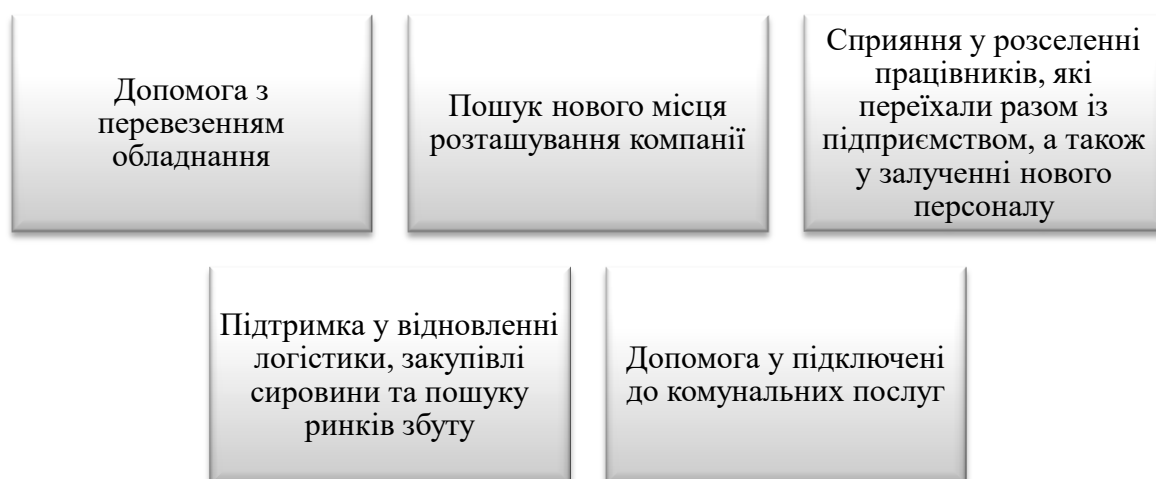 Допомога з
перевезенням
обладнання
Пошук нового місця
розташування компанії
Сприяння у розселенні
працівників, які
переїхали разом із
підприємством, а також
у залученні нового
персоналу
Підтримка у відновленні
логістики, закупівлі
сировини та пошуку
ринків збуту
Допомога у підключені
до комунальних послуг